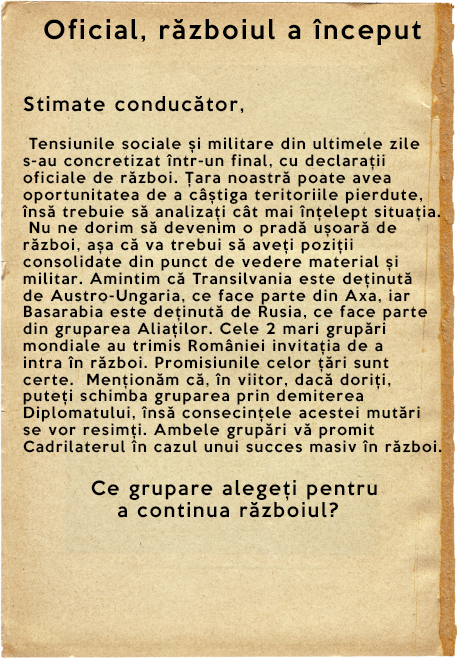 Oficial, războiul a început
Stimate conducător,
Tensiunile sociale și militare din ultimele zile
s-au concretizat într-un final, cu declarații
oficiale de război. Țara noastră poate avea
oportunitatea de a câștiga teritoriile pierdute,
însă trebuie să analizați cât mai înțelept situația.
Nu ne dorim să devenim o pradă ușoară de
război, așa că va trebui să aveți poziții
consolidate din punct de vedere material și
militar. Amintim că Transilvania este deținută
de Austro-Ungaria, ce face parte din Axa, iar
Basarabia este deținută de Rusia, ce face parte
din gruparea Aliaților. Cele 2 mari grupări
mondiale au trimis României invitația de a
intra în război. Promisiunile celor țări sunt
certe. Menționăm că, în viitor, dacă doriți,
puteți schimba gruparea prin demiterea
Diplomatului, însă consecințele acestei mutări
se vor resimți. Ambele grupări vă promit
Cadrilaterul în cazul unui succes masiv în război.
Ce grupare alegeți pentru
a continua războiul?